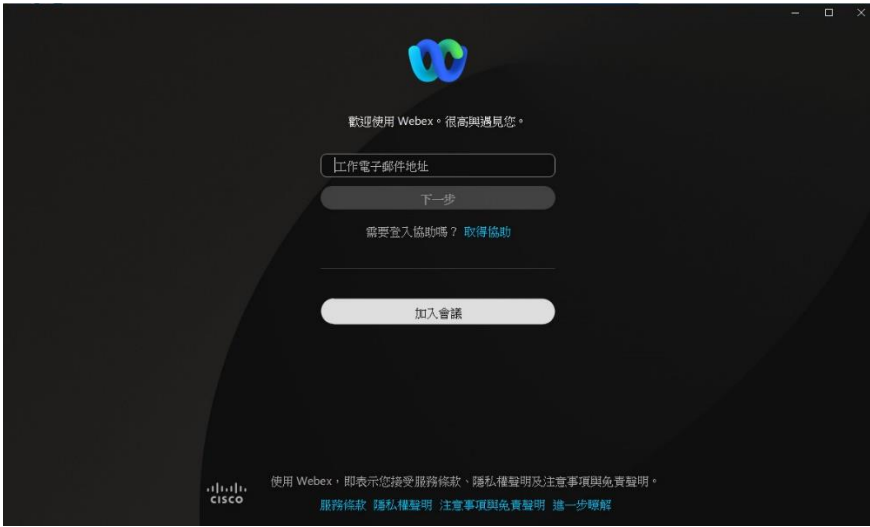 歡迎使用 Webex。很高興遇見您。
工作電子郵件地址
下一步
需要登入協助嗎？ 取得協助
加入會議
使用 Webex，即表示您接受服務條款、隱私權聲明及注意事項與免責聲明。
CISCO
服務條款 隱私權聲明 注意事項與免責聲明 進一步瞭解